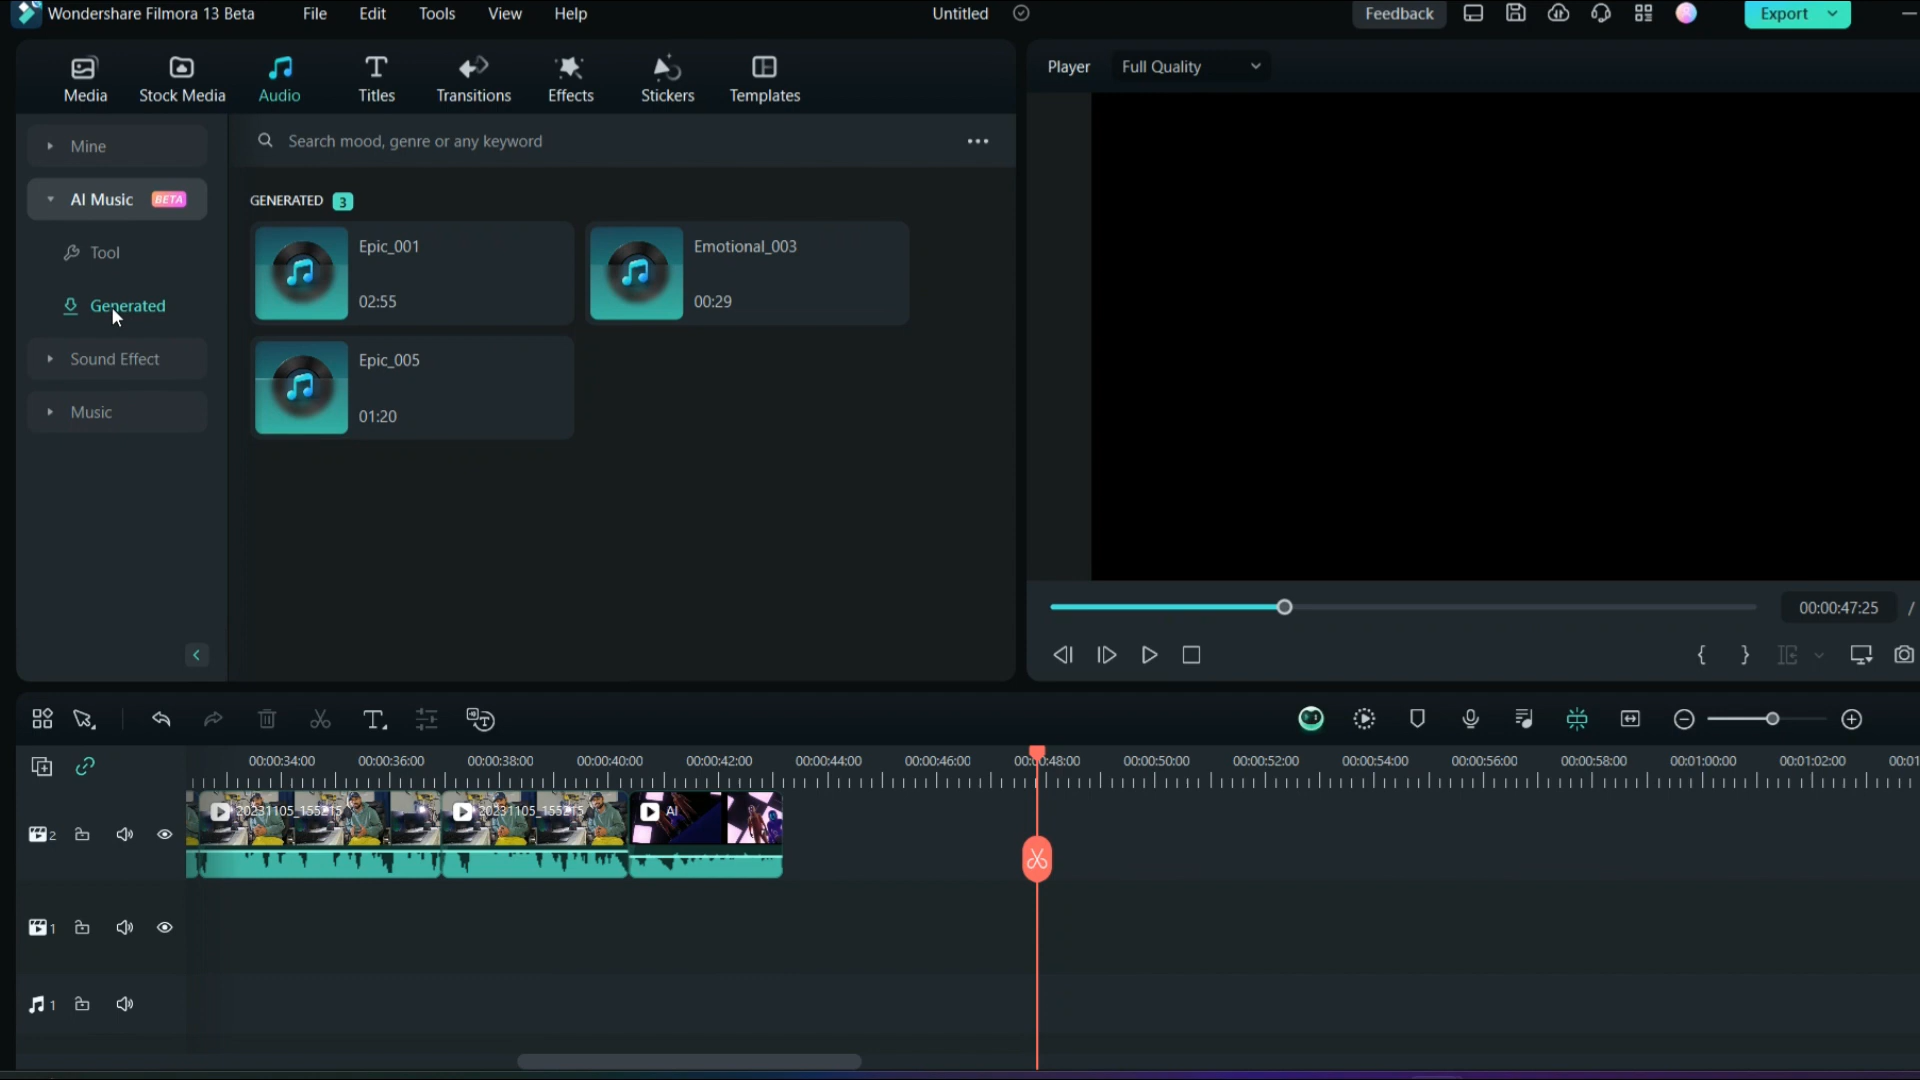 Wondershare Filmora 13 Beta
File
Edit
Tools
View
Help
Untitled
Feedback
Export
Media
Stock Media
Audio
Titles
Transitions
Effects
Stickers
Templates
Player
Full Quality
Mine
Search mood, genre or any keyword
AI Music BETA
GENERATED 3
Tool
Generated
Sound Effect
Music
Epic_001
02:55
Emotional_003
00:29
Epic_005
01:20
00:00:47:25 /
00:00:34:00
00:00:36:00
00:00:38:00
00:00:40:00
00:00:42:00
00:00:44:00
00:00:46:00
00:00:48:00
00:00:50:00
00:00:52:00
00:00:54:00
00:00:56:00
00:00:58:00
00:01:00:00
00:01:02:00
00:01
20231105_155215
20231105_155215
AI
2
1
1